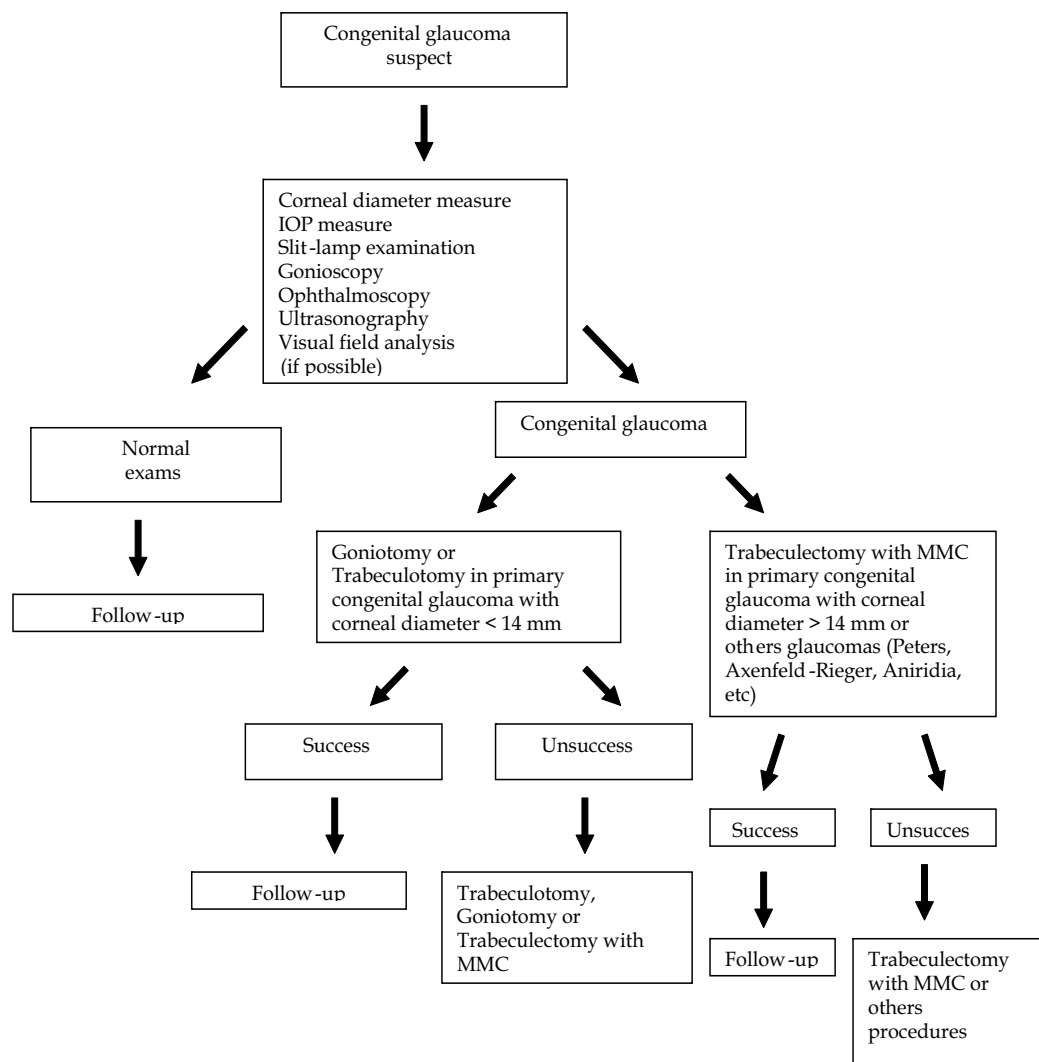 Congenital glaucoma
suspect
Corneal diameter measure
IOP measure
Slit-lamp examination
Gonioscopy
Ophthalmoscopy
Ultrasonography
Visual field analysis
(if possible)
Normal
exams
Follow-up
Congenital glaucoma
Goniotomy or
Trabeculotomy in primary
congenital glaucoma with
corneal diameter < 14 mm
Success
Follow-up
Unsuccess
Trabeculotomy,
Goniotomy or
Trabeculectomy with
MMC
Trabeculectomy with MMC
in primary congenital
glaucoma with corneal
diameter > 14 mm or
others glaucomas (Peters,
Axenfeld-Rieger, Aniridia,
etc)
Success
Follow-up
Unsucces
Trabeculectomy
with MMC or
others
procedures